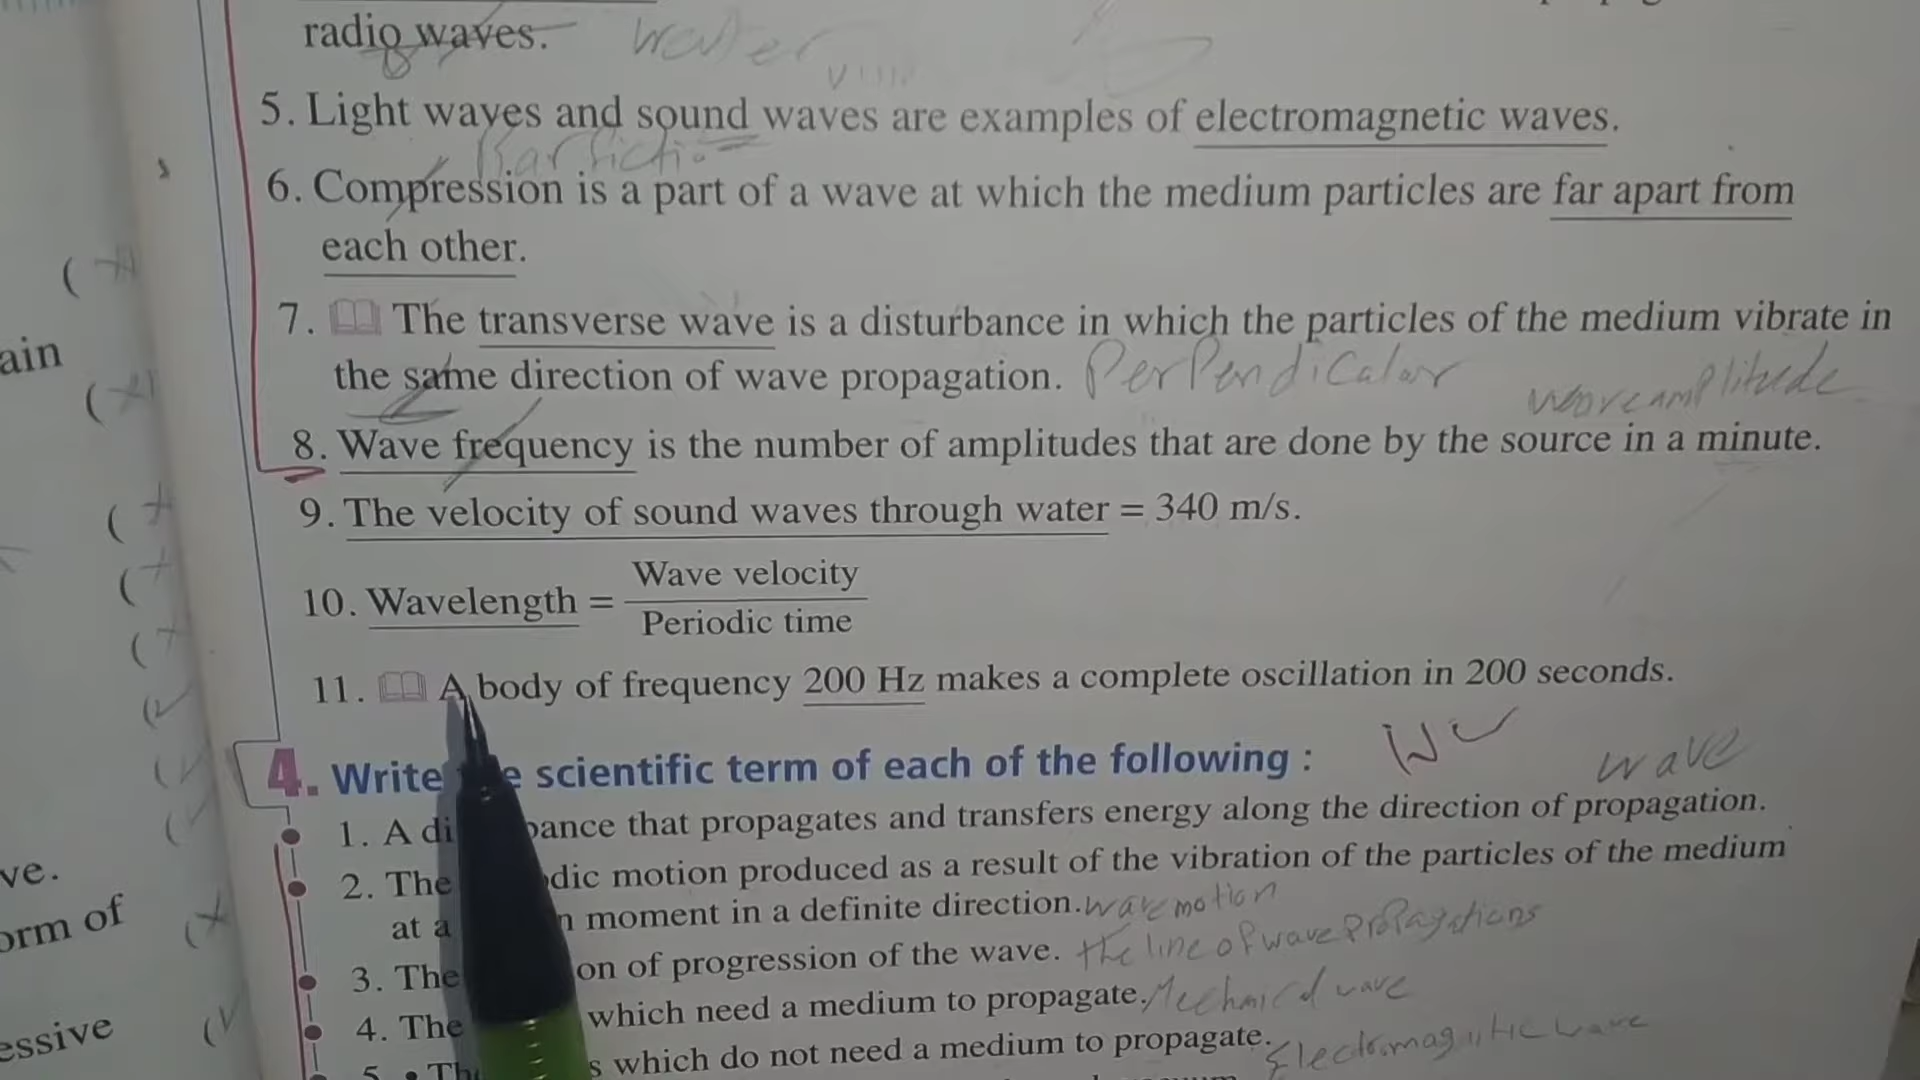 radio waves. water
5. Light waves and sound waves are examples of electromagnetic waves.
6. Compression is a part of a wave at which the medium particles are far apart from
each other.
7. The transverse wave is a disturbance in which the particles of the medium vibrate in
the same direction of wave propagation. PerPendicalar
8. Wave frequency is the number of amplitudes that are done by the source in a minute.
9. The velocity of sound waves through water = 340 m/s.
10. Wavelength = Wave velocity
Periodic time
11. A body of frequency 200 Hz makes a complete oscillation in 200 seconds.
4. Write scientific term of each of the following :
wave
1. A di ance that propagates and transfers energy along the direction of propagation.
2. The dic motion produced as a result of the vibration of the particles of the medium
at a n moment in a definite direction. wave motion
3. The on of progression of the wave. the line of wave propagations
4. The which need a medium to propagate. Mechnical wave
5. • Th s which do not need a medium to propagate.
ain
ve.
orm of
essive